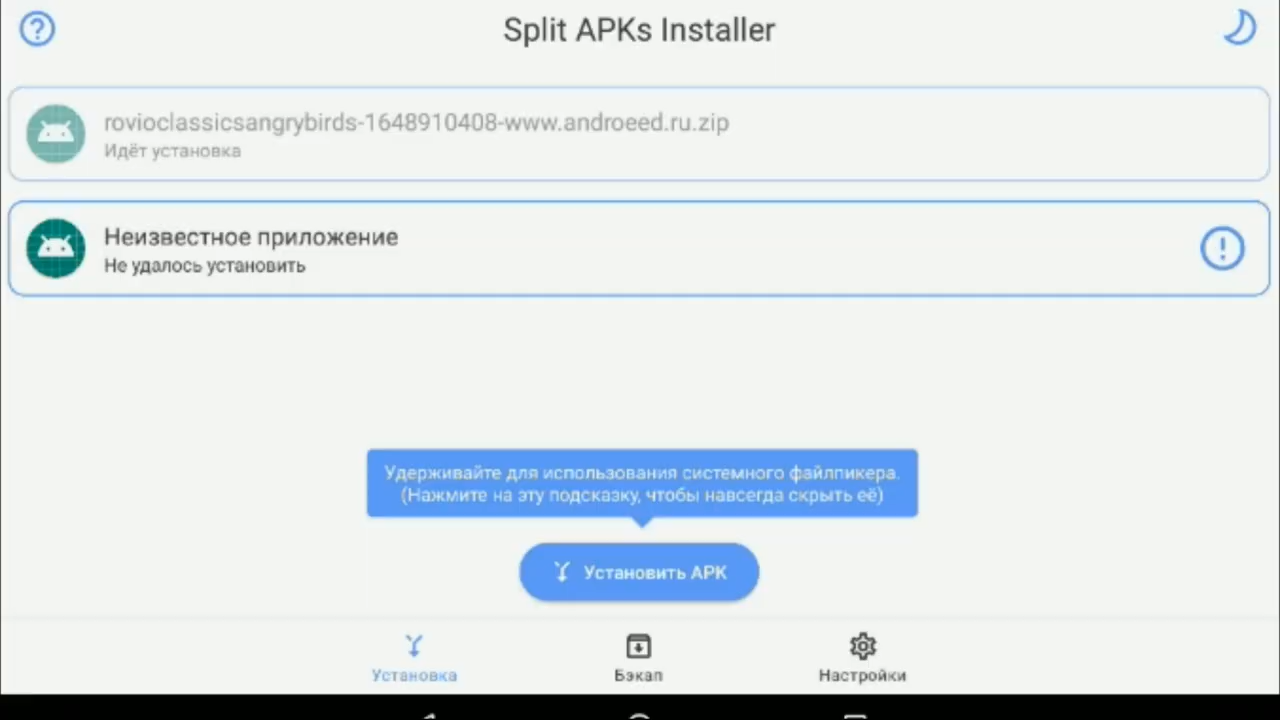 Split APKs Installer
rovioclassicsangrybirds-1648910408-www.androeed.ru.zip
Идёт установка
Неизвестное приложение
Не удалось установить
Удерживайте для использования системного файлпикера.
(Нажмите на эту подсказку, чтобы навсегда скрыть её)
Установить APK
Установка
Бэкап
Настройки